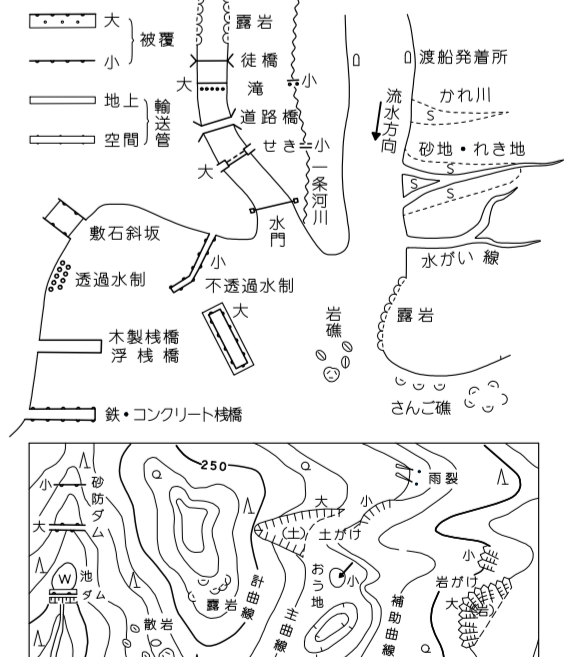 大
小
被覆
地上
空間
輸送管
露岩
徒橋
大 滝
小
道路橋
せき 小
大
一条河川
水門
渡船発着所
流水方向
かれ川
S
砂地・れき地
S
S
S
水がい線
敷石斜坂
透過水制
小
不透過水制
大
木製桟橋
浮桟橋
鉄・コンクリート桟橋
岩礁
露岩
さんご礁
250
小
砂防ダム
大
W
池
ダム
散岩
露岩
計曲線
主曲線
大 小
(土)
土がけ
雨裂
おう地
小
補助曲線
小
岩がけ
大
岩